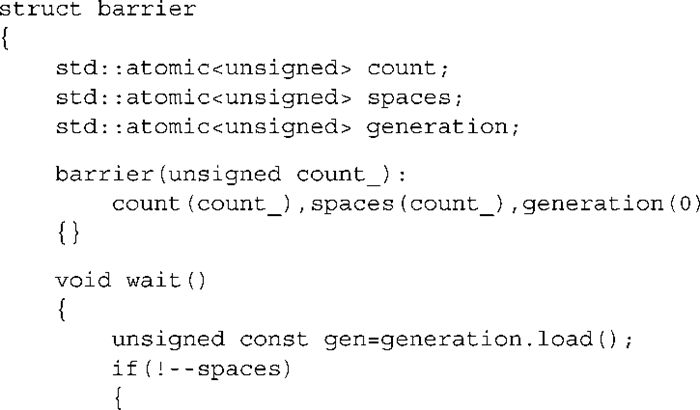 struct barrier
{
    std::atomic<unsigned> count;
    std::atomic<unsigned> spaces;
    std::atomic<unsigned> generation;
    barrier(unsigned count_):
        count(count_),spaces(count_),generation(0)
    {}
    void wait()
    {
        unsigned const gen=generation.load();
        if(!--spaces)
        {